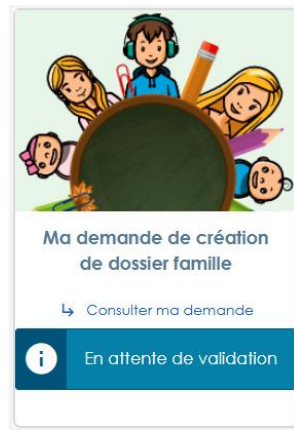 Ma demande de création
de dossier famille
Consulter ma demande
En attente de validation